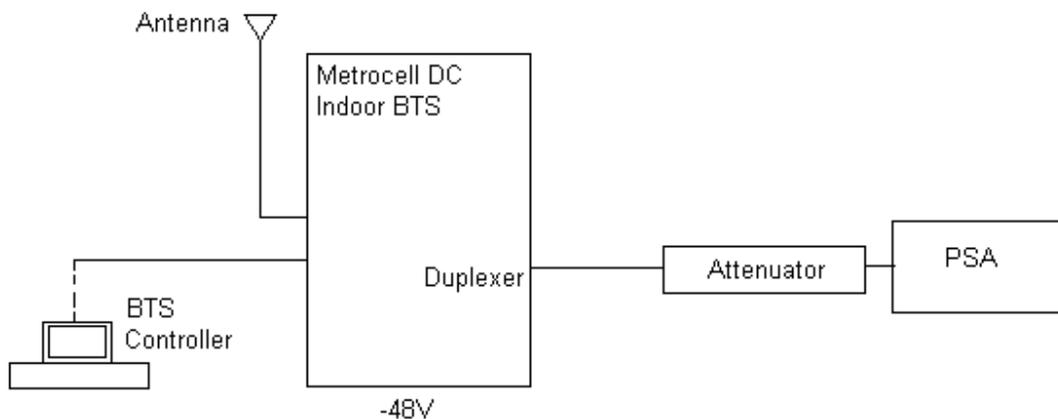 Antenna
Metrocell DC
Indoor BTS
Duplexer
Attenuator
PSA
BTS
Controller
-48V